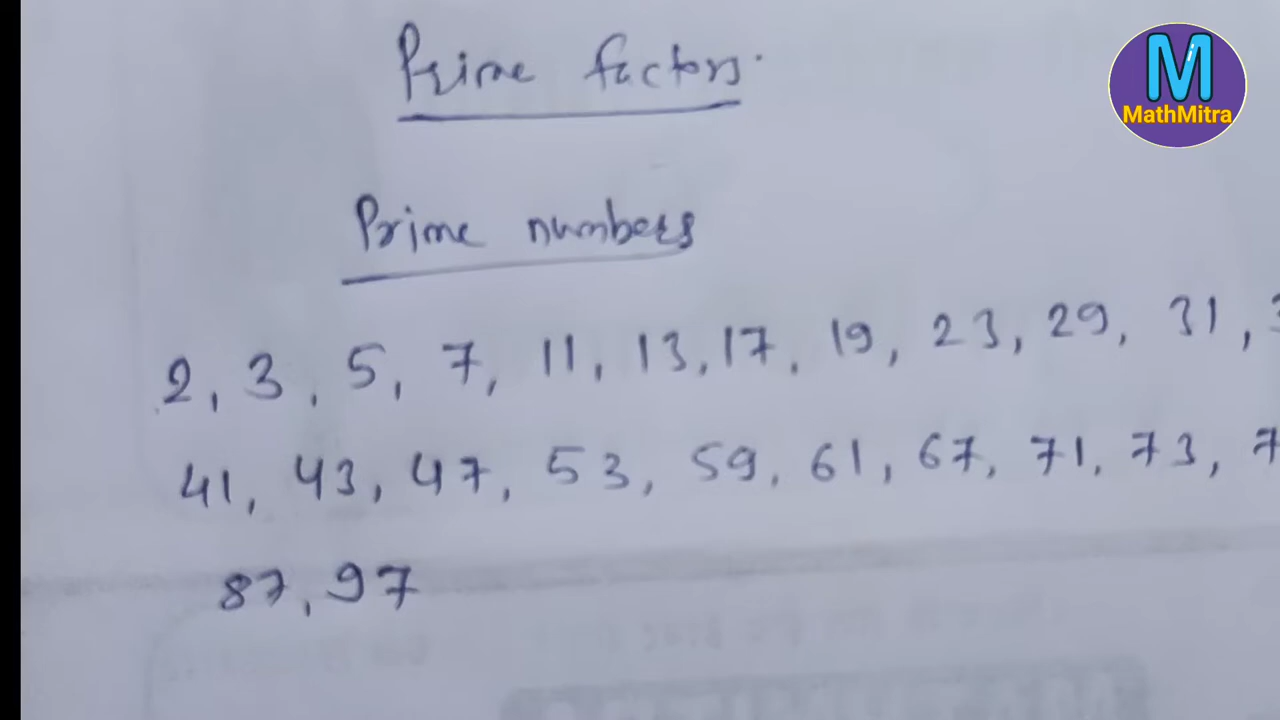 Prime factors.
M
MathMitra
Prime numbers
2, 3, 5, 7, 11, 13, 17, 19, 23, 29, 31,
41, 43, 47, 53, 59, 61, 67, 71, 73,
87, 97